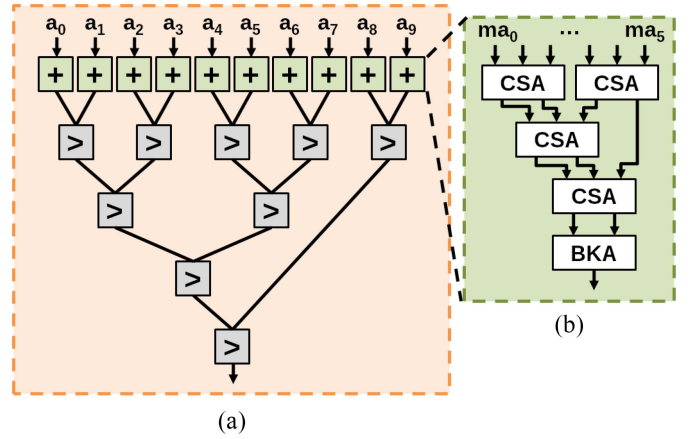 a₀ a₁ a₂ a₃ a₄ a₅ a₆ a₇ a₈ a₉
+ + + + + + + + + +
> > > > >
> >
>
>
(a)
ma₀ ... ma₅
CSA CSA
CSA
CSA
BKA
(b)